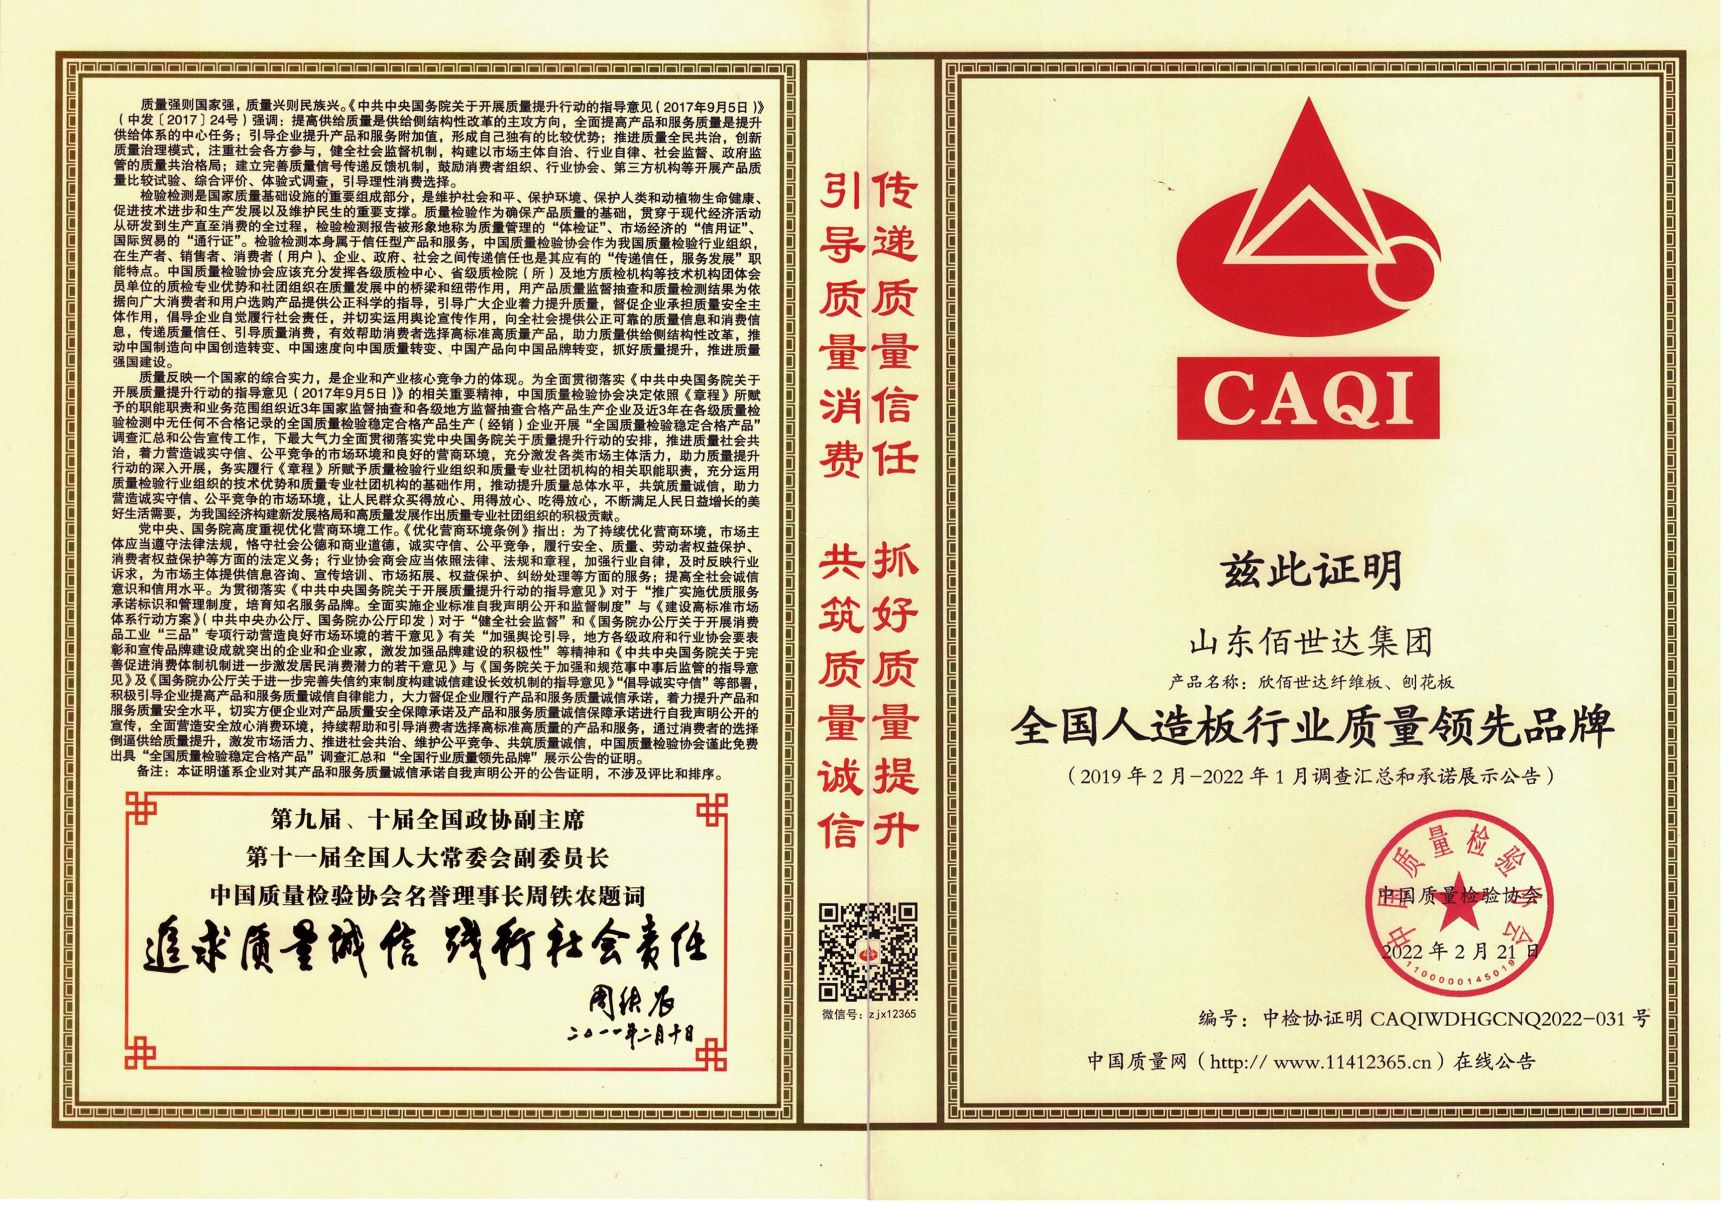 质量强则国家强，质量兴则民族兴。《中共中央国务院关于开展质量提升行动的指导意见（2017年9月5日）》
（中发〔2017〕24号）强调：提高供给质量是供给侧结构性改革的主攻方向，全面提高产品和服务质量是提升
供给体系的中心任务；引导企业提升产品和服务附加值，形成自己独有的比较优势；推进质量全民共治，创新
质量治理模式，注重社会各方参与，健全社会监督机制，构建以市场主体自治、行业自律、社会监督、政府监
管的质量共治格局；建立完善质量信号传递反馈机制，鼓励消费者组织、行业协会、第三方机构等开展产品质
量比较试验、综合评价、体验式调查，引导理性消费选择。
检验检测是国家质量基础设施的重要组成部分，是维护社会和平、保护环境、保护人类和动植物生命健康、
促进技术进步和生产发展以及维护民生的重要支撑。质量检验作为确保产品质量的基础，贯穿于现代经济活动
从研发到生产直至消费的全过程，检验检测报告被形象地称为质量管理的“体检证”、市场经济的“信用证”、
国际贸易的“通行证”。检验检测本身属于信任型产品和服务，中国质量检验协会作为我国质量检验行业组织，
在生产者、销售者、消费者（用户）、企业、政府、社会之间传递信任也是其应有的“传递信任，服务发展”职
能特点。中国质量检验协会应该充分发挥各级质检中心、省级质检院（所）及地方质检机构等技术机构团体会
员单位的质检专业优势和社团组织在质量发展中的桥梁和纽带作用，用产品质量监督抽查和质量检测结果为依
据向广大消费者和用户选购产品提供公正科学的指导，引导广大企业着力提升质量，督促企业承担质量安全主
体作用，倡导企业自觉履行社会责任，并切实运用舆论宣传作用，向全社会提供公正可靠的质量信息和消费信
息，传递质量信任、引导质量消费，有效帮助消费者选择高标准高质量产品，助力质量供给侧结构性改革，推
动中国制造向中国创造转变、中国速度向中国质量转变、中国产品向中国品牌转变，抓好质量提升，推进质量
强国建设。
质量反映一个国家的综合实力，是企业和产业核心竞争力的体现。为全面贯彻落实《中共中央国务院关于
开展质量提升行动的指导意见（2017年9月5日）》的相关重要精神，中国质量检验协会决定依照《章程》所赋
予的职能职责和业务范围组织近3年国家监督抽查和各级地方监督抽查合格产品生产企业及近3年在各级质量检
验检测中无任何不合格记录的全国质量检验稳定合格产品生产（经销）企业开展“全国质量检验稳定合格产品”
调查汇总和公告宣传工作，下最大气力全面贯彻落实党中央国务院关于质量提升行动的安排，推进质量社会共
治，着力营造诚实守信、公平竞争的市场环境和良好的营商环境，充分激发各类市场主体活力，助力质量提升
行动的深入开展，务实履行《章程》所赋予质量检验行业组织和质量专业社团机构的相关职能职责，充分运用
质量检验行业组织的技术优势和质量专业社团机构的基础作用，推动提升质量总体水平，共筑质量诚信，助力
营造诚实守信、公平竞争的市场环境，让人民群众买得放心、用得放心、吃得放心，不断满足人民日益增长的美
好生活需要，为我国经济构建新发展格局和高质量发展作出质量专业社团组织的积极贡献。
党中央、国务院高度重视优化营商环境工作。《优化营商环境条例》指出：为了持续优化营商环境，市场主
体应当遵守法律法规，恪守社会公德和商业道德，诚实守信、公平竞争，履行安全、质量、劳动者权益保护、
消费者权益保护等方面的法定义务；行业协会商会应当依照法律、法规和章程，加强行业自律，及时反映行业
诉求，为市场主体提供信息咨询、宣传培训、市场拓展、权益保护、纠纷处理等方面的服务；提高全社会诚信
意识和信用水平。为贯彻落实《中共中央国务院关于开展质量提升行动的指导意见》对于“推广实施优质服务
承诺标识和管理制度，培育知名服务品牌。全面实施企业标准自我声明公开和监督制度”与《建设高标准市场
体系行动方案》（中共中央办公厅、国务院办公厅印发）对于“健全社会监督”和《国务院办公厅关于开展消费
品工业“三品”专项行动营造良好市场环境的若干意见》有关“加强舆论引导，地方各级政府和行业协会要表
彰和宣传品牌建设成就突出的企业和企业家，激发加强品牌建设的积极性”等精神和《中共中央国务院关于完
善促进消费体制机制进一步激发居民消费潜力的若干意见》与《国务院关于加强和规范事中事后监管的指导意
见》及《国务院办公厅关于进一步完善失信约束制度构建诚信建设长效机制的指导意见》“倡导诚实守信”等部署，
积极引导企业提高产品和服务质量诚信自律能力，大力督促企业履行产品和服务质量诚信承诺，着力提升产品和
服务质量安全水平，切实方便企业对产品质量安全保障承诺及产品和服务质量诚信保障承诺进行自我声明公开的
宣传，全面营造安全放心消费环境，持续帮助和引导消费者选择高标准高质量的产品和服务，通过消费者的选择
倒逼供给质量提升，激发市场活力、推进社会共治、维护公平竞争、共筑质量诚信，中国质量检验协会谨此免费
出具“全国质量检验稳定合格产品”调查汇总和“全国行业质量领先品牌”展示公告的证明。
备注：本证明谨系企业对其产品和服务质量诚信承诺自我声明公开的公告证明，不涉及评比和排序。
第九届、十届全国政协副主席
第十一届全国人大常委会副委员长
中国质量检验协会名誉理事长周铁农题词
追求质量诚信 践行社会责任
周铁农
二〇一一年二月十日
传递质量信任 抓好质量提升
引导质量消费 共筑质量诚信
微信号：zjx12365
CAQI
兹此证明
山东佰世达集团
产品名称：欣佰世达纤维板、刨花板
全国人造板行业质量领先品牌
（2019年2月-2022年1月调查汇总和承诺展示公告）
中国质量检验协会
中国质量检验协会
2022年2月21日
1100000145019
编号：中检协证明 CAQIWDHGCNQ2022-031 号
中国质量网（http:// www.11412365.cn）在线公告